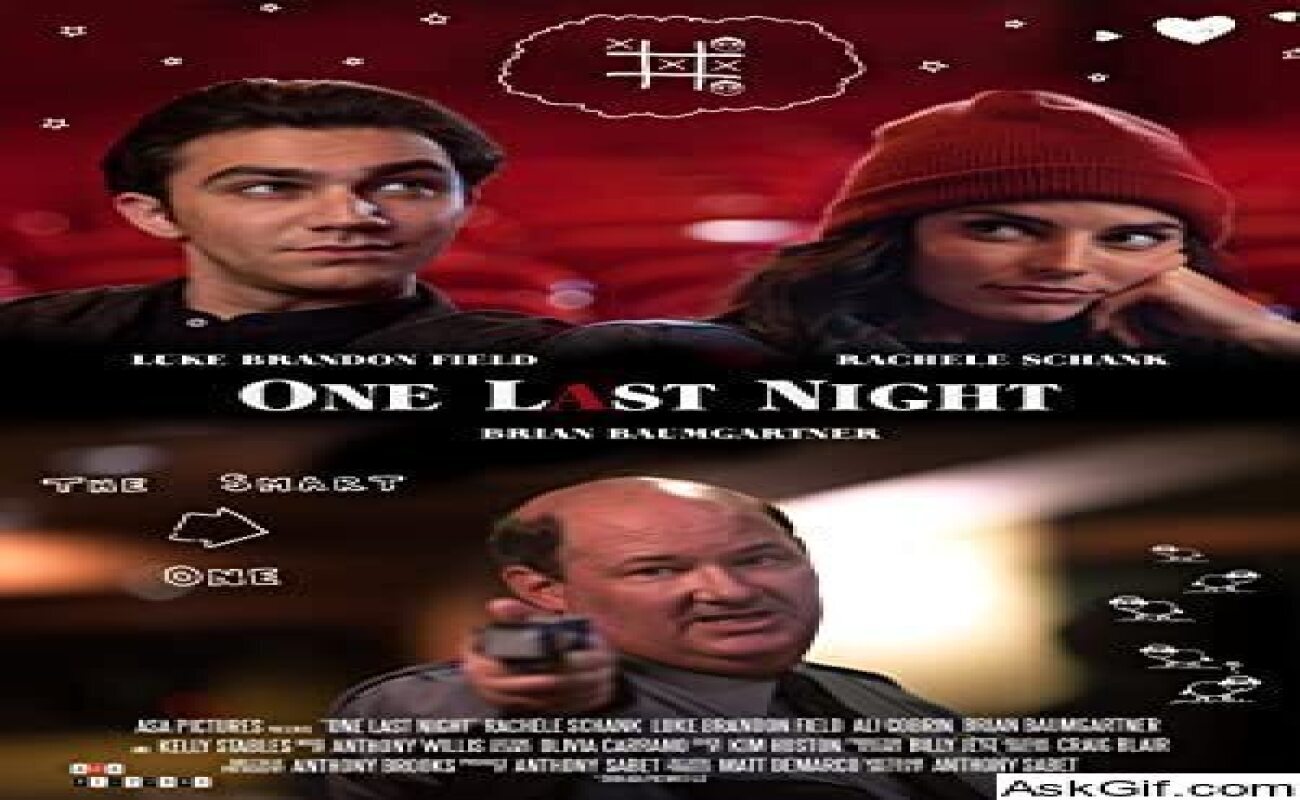 LUKE BRANDON FIELD
RACHELE SCHANK
ONE LAST NIGHT
BRIAN BAUMGARTNER
THE SMART
ONE
ASA PICTURES "ONE LAST NIGHT" RACHELE SCHANK LUKE BRANDON FIELD ALI COBRIN BRIAN BAUMGARTNER
KELLY STABLES ANTHONY WILLIS OLIVIA CARRANO KIM HUSTON BILLY CRAIG BLAIR
ANTHONY BROOKS ANTHONY SABET MATT DEMARCO ANTHONY SABET
AskGif.com